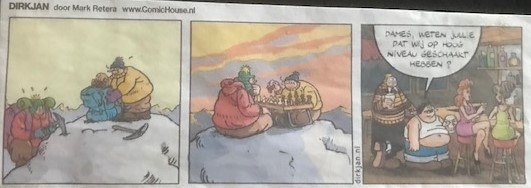 DIRKJAN door Mark Retera www.ComicHouse.nl
DAMES, WETEN JULLIE
DAT WIJ OP HOOG
NIVEAU GESCHAAKT
HEBBEN?
dirkjan.nl